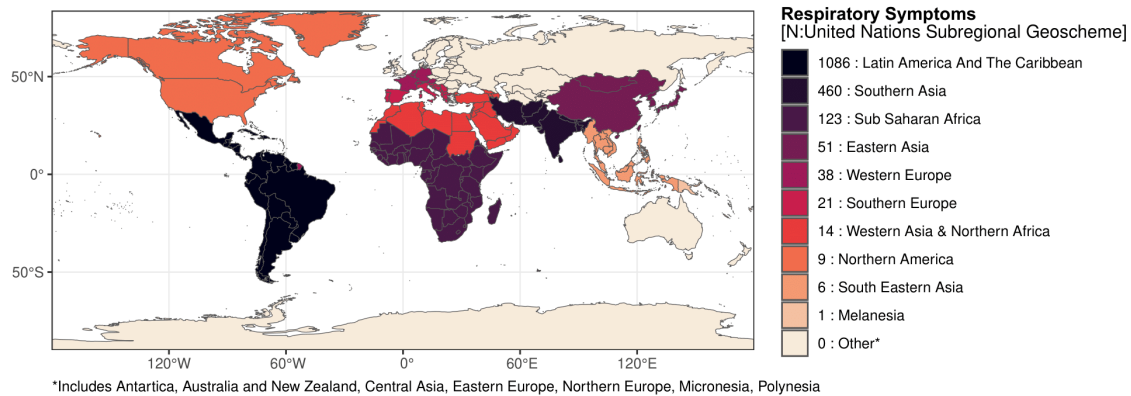 Respiratory Symptoms
[N:United Nations Subregional Geoscheme]
1086 : Latin America And The Caribbean
460 : Southern Asia
123 : Sub Saharan Africa
51 : Eastern Asia
38 : Western Europe
21 : Southern Europe
14 : Western Asia & Northern Africa
9 : Northern America
6 : South Eastern Asia
1 : Melanesia
0 : Other*
50°N
0°
50°S
120°W 60°W 0° 60°E 120°E
*Includes Antartica, Australia and New Zealand, Central Asia, Eastern Europe, Northern Europe, Micronesia, Polynesia